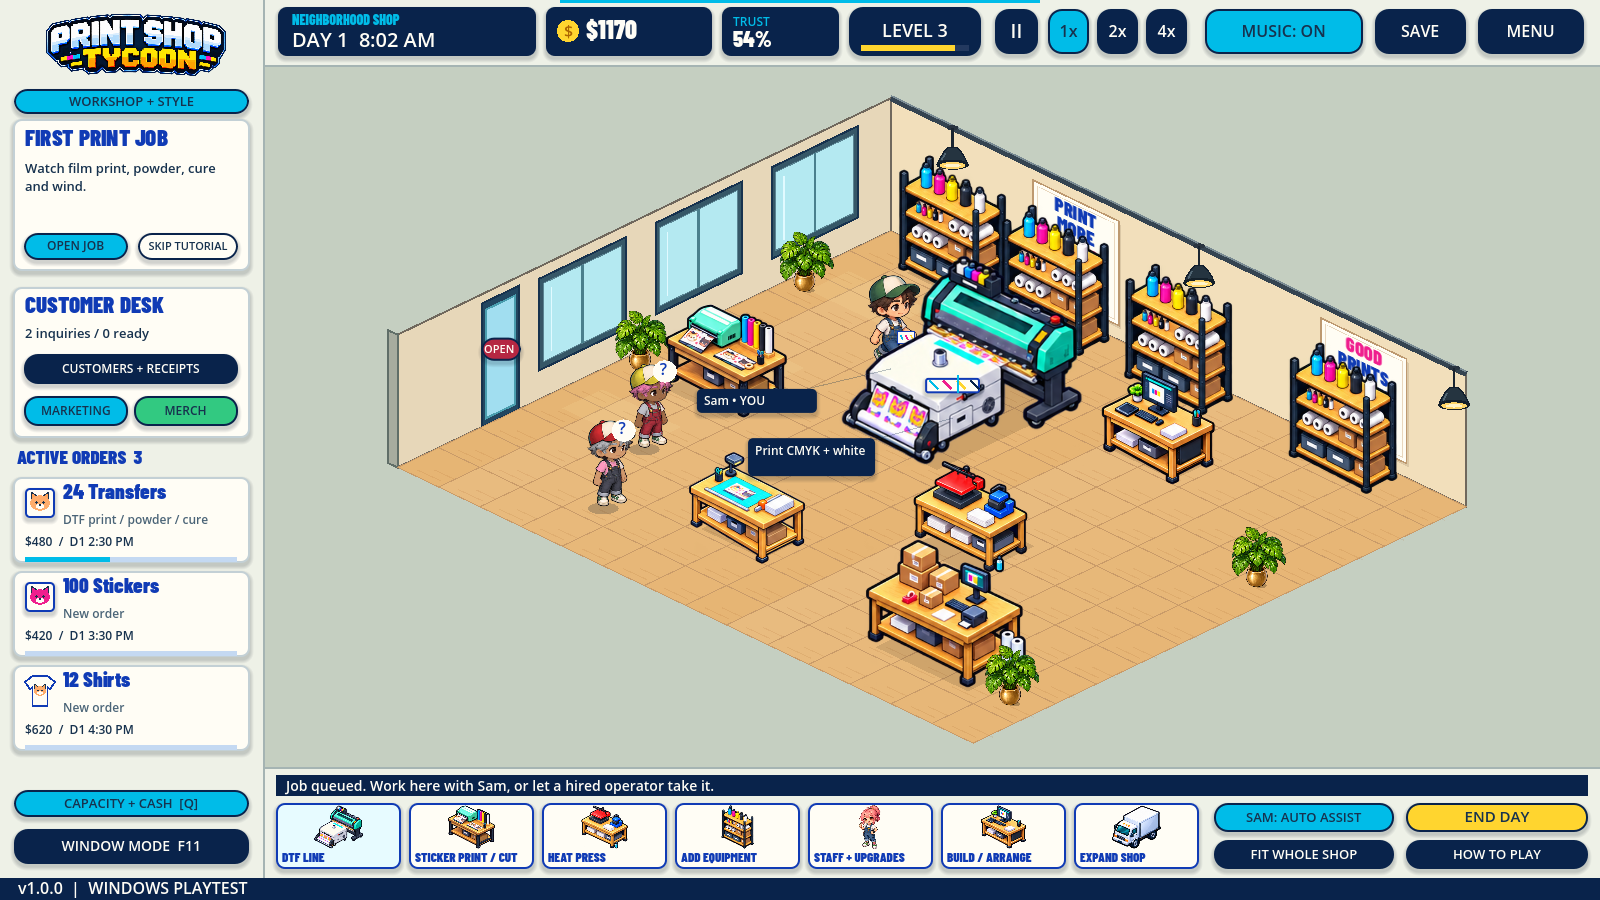 PRINT SHOP
TYCOON
WORKSHOP + STYLE
FIRST PRINT JOB
Watch film print, powder, cure
and wind.
OPEN JOB
SKIP TUTORIAL
CUSTOMER DESK
2 inquiries / 0 ready
CUSTOMERS + RECEIPTS
MARKETING
MERCH
ACTIVE ORDERS 3
24 Transfers
DTF print / powder / cure
$480 / D1 2:30 PM
100 Stickers
New order
$420 / D1 3:30 PM
12 Shirts
New order
$620 / D1 4:30 PM
CAPACITY + CASH [Q]
WINDOW MODE F11
v1.0.0 | WINDOWS PLAYTEST
NEIGHBORHOOD SHOP
DAY 1 8:02 AM
$ $1170
TRUST
54%
LEVEL 3
1x
2x
4x
MUSIC: ON
SAVE
MENU
PRINT
MORE
GOOD
PRINTS
OPEN
?
?
Sam • YOU
Print CMYK + white
Job queued. Work here with Sam, or let a hired operator take it.
DTF LINE
STICKER PRINT / CUT
HEAT PRESS
ADD EQUIPMENT
STAFF + UPGRADES
BUILD / ARRANGE
EXPAND SHOP
SAM: AUTO ASSIST
END DAY
FIT WHOLE SHOP
HOW TO PLAY